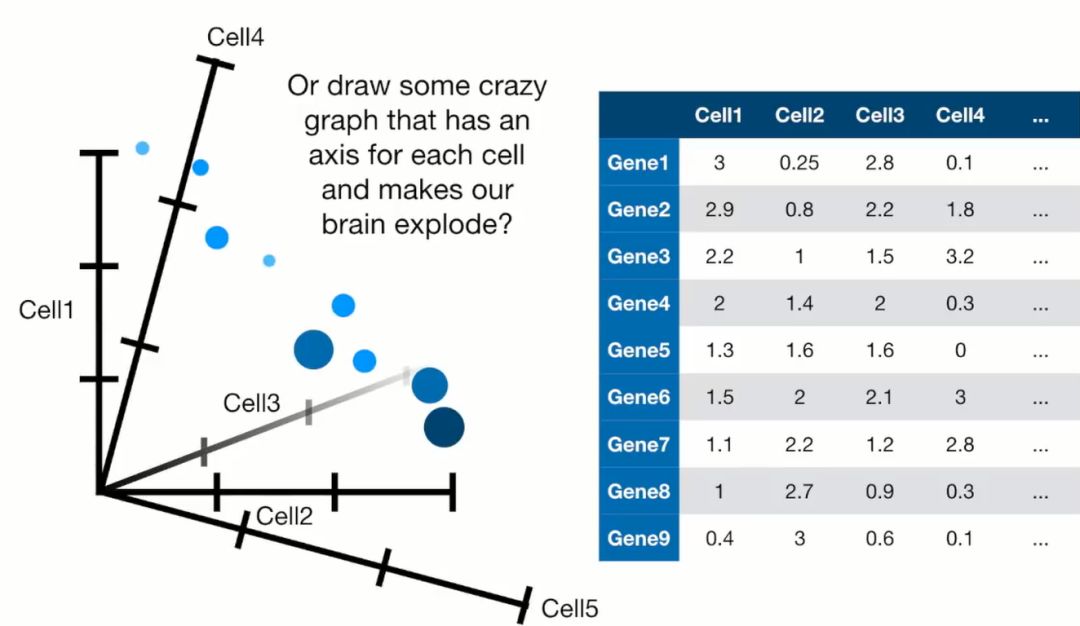 Cell4
Or draw some crazy
graph that has an
axis for each cell
and makes our
brain explode?
Cell1
Cell3
Cell2
Cell5
Cell1 Cell2 Cell3 Cell4 ...
Gene1 3 0.25 2.8 0.1 ...
Gene2 2.9 0.8 2.2 1.8 ...
Gene3 2.2 1 1.5 3.2 ...
Gene4 2 1.4 2 0.3 ...
Gene5 1.3 1.6 1.6 0 ...
Gene6 1.5 2 2.1 3 ...
Gene7 1.1 2.2 1.2 2.8 ...
Gene8 1 2.7 0.9 0.3 ...
Gene9 0.4 3 0.6 0.1 ...